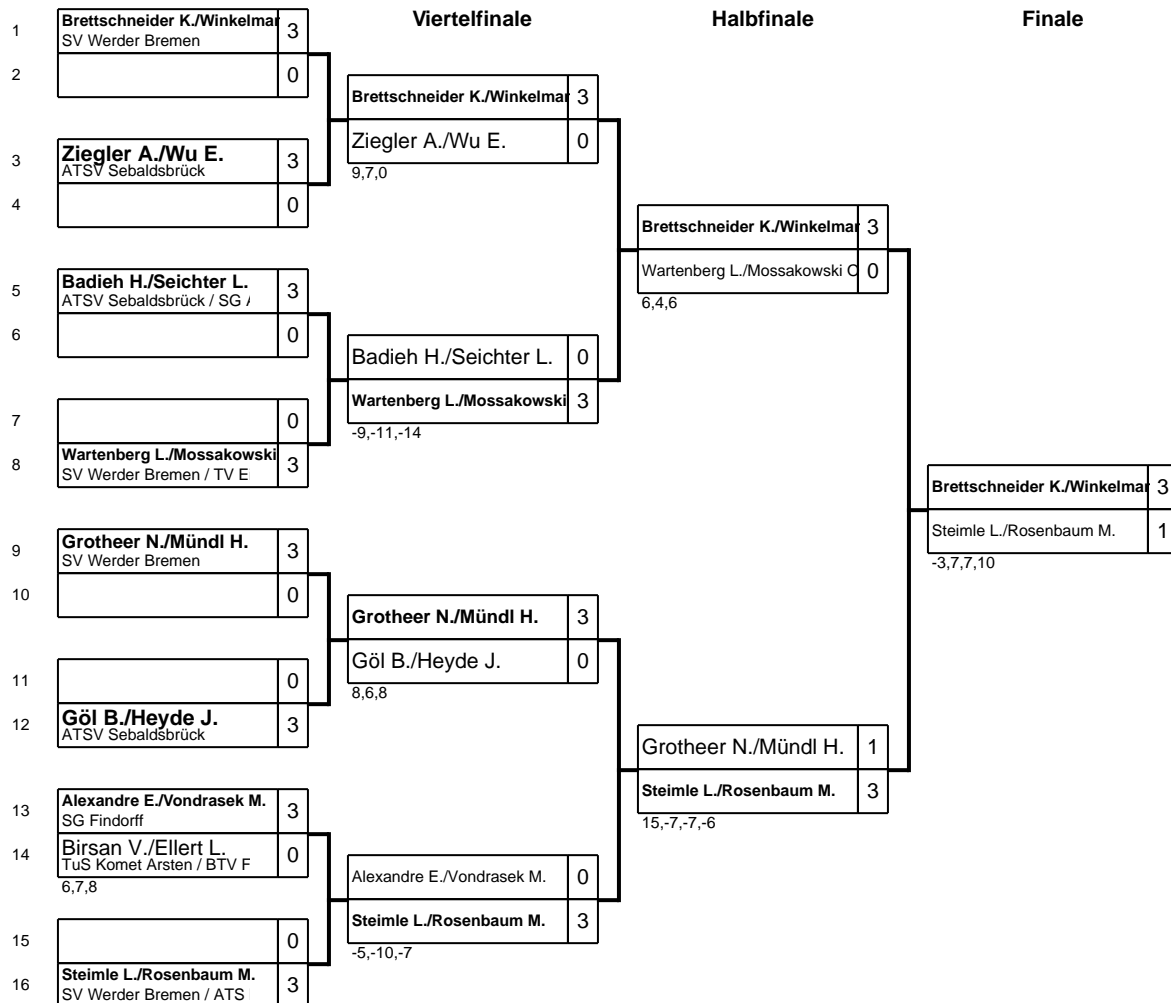 Viertelfinale Halbfinale Finale
1 Brettschneider K./Winkelmar 3
SV Werder Bremen
2 0
3 Ziegler A./Wu E. 3
ATSV Sebaldsbrück
4 0
5 Badieh H./Seichter L. 3
ATSV Sebaldsbrück / SG
6 0
7 0
8 Wartenberg L./Mossakowski 3
SV Werder Bremen / TV E
9 Grotheer N./Mündl H. 3
SV Werder Bremen
10 0
11 0
12 Göl B./Heyde J. 3
ATSV Sebaldsbrück
13 Alexandre E./Vondrasek M. 3
SG Findorff
14 Birsan V./Ellert L. 0
TuS Komet Arsten / BTV F
6,7,8
15 0
16 Steimle L./Rosenbaum M. 3
SV Werder Bremen / ATS
Brettschneider K./Winkelmar 3
Ziegler A./Wu E. 0
9,7,0
Badieh H./Seichter L. 0
Wartenberg L./Mossakowski 3
-9,-11,-14
Grotheer N./Mündl H. 3
Göl B./Heyde J. 0
8,6,8
Alexandre E./Vondrasek M. 0
Steimle L./Rosenbaum M. 3
-5,-10,-7
Brettschneider K./Winkelmar 3
Wartenberg L./Mossakowski C 0
6,4,6
Grotheer N./Mündl H. 1
Steimle L./Rosenbaum M. 3
15,-7,-7,-6
Brettschneider K./Winkelmar 3
Steimle L./Rosenbaum M. 1
-3,7,7,10